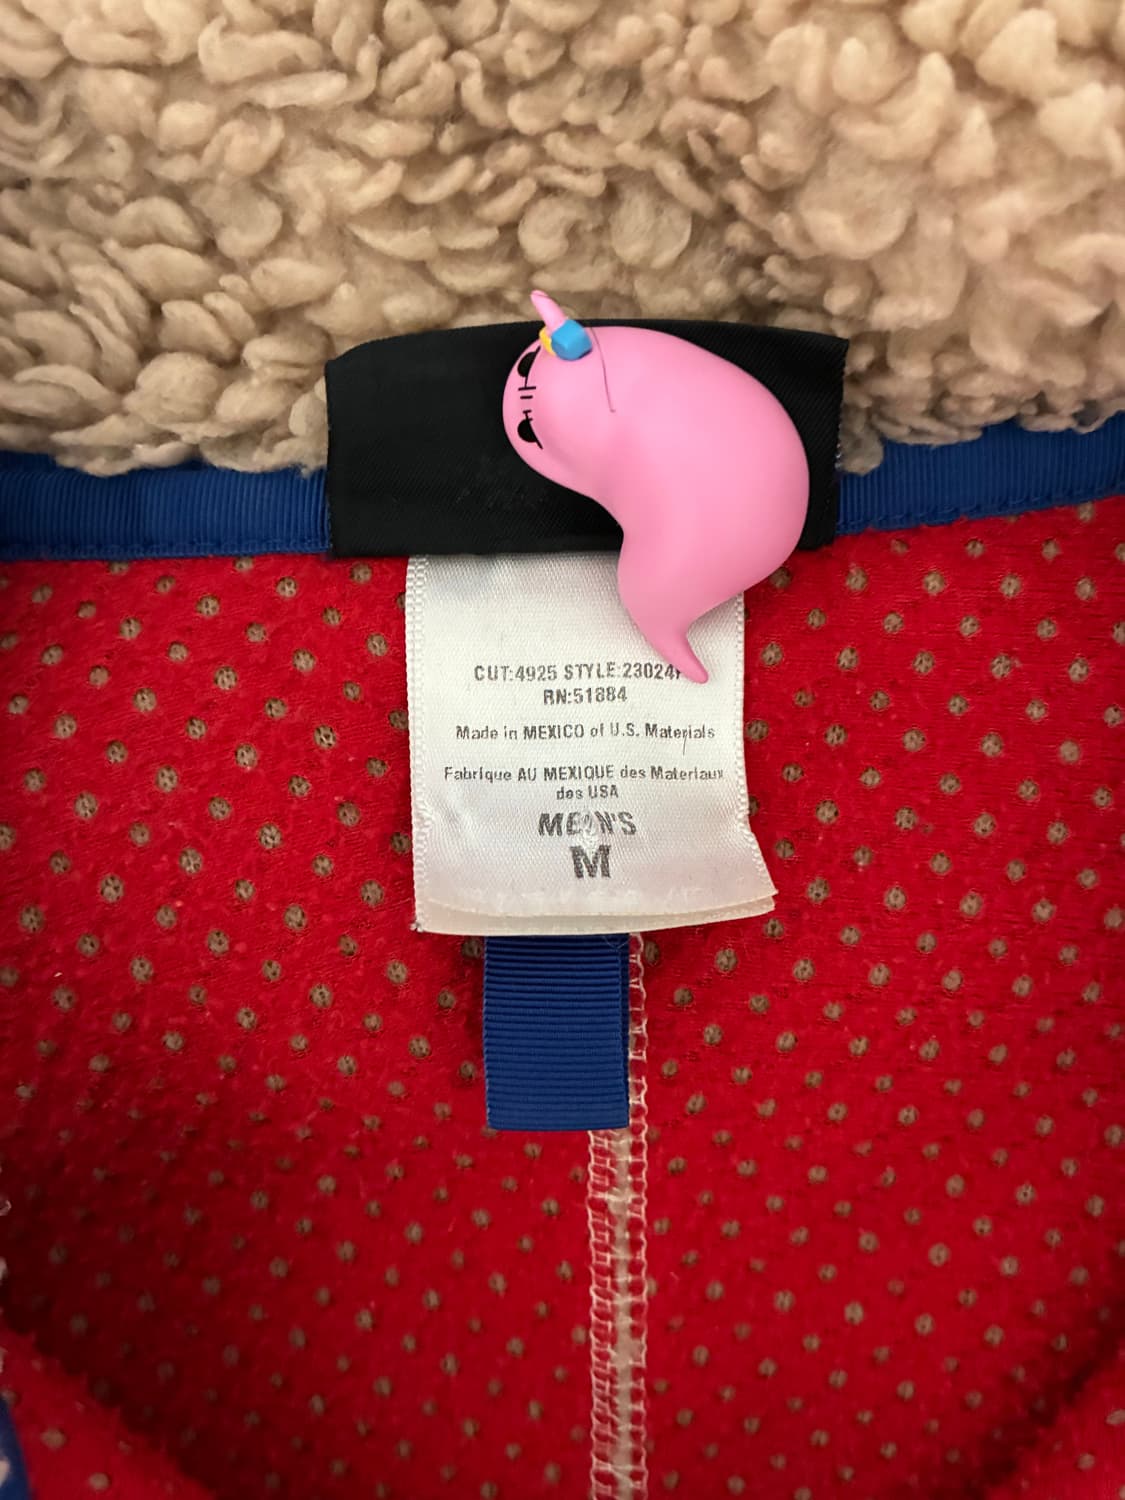 CUT:4925 STYLE:23024
RN:51884
Made in MEXICO of U.S. Materials
Fabrique AU MEXIQUE des Materiaux
des USA
MEN'S
M